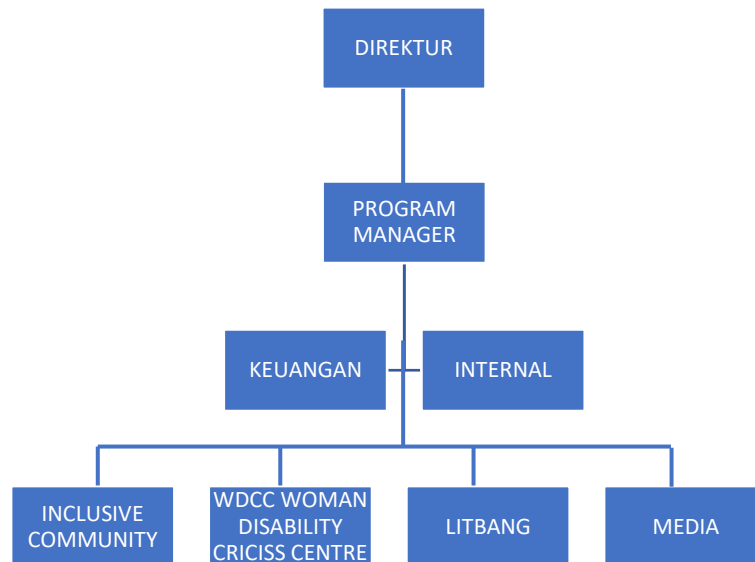 DIREKTUR
PROGRAM
MANAGER
KEUANGAN
INTERNAL
INCLUSIVE
COMMUNITY
WDCC WOMAN
DISABILITY
CRICISS CENTRE
LITBANG
MEDIA